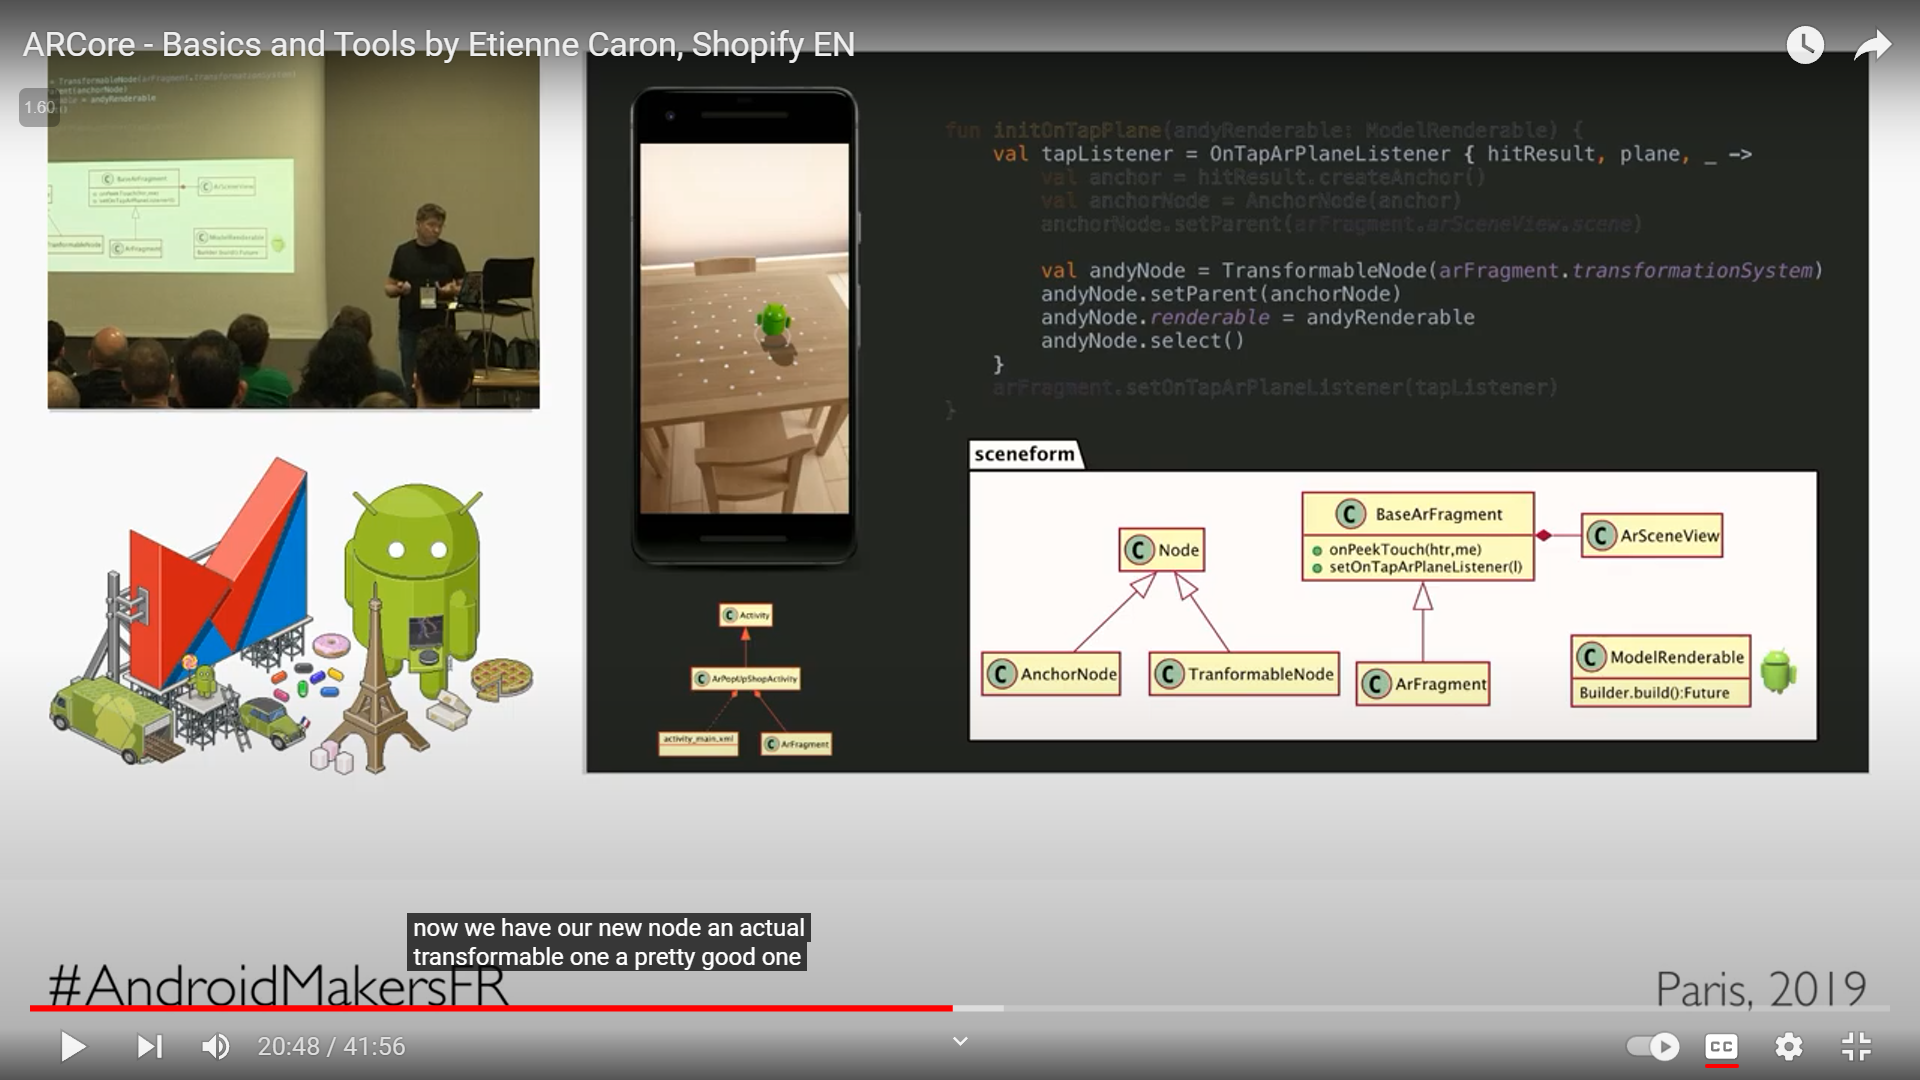 ARCore - Basics and Tools by Etienne Caron, Shopify EN
1.60
fun initOnTapPlane(andyRenderable: ModelRenderable) {
val tapListener = OnTapArPlaneListener { hitResult, plane, _ ->
val anchor = hitResult.createAnchor()
val anchorNode = AnchorNode(anchor)
anchorNode.setParent(arFragment.arSceneView.scene)
val andyNode = TransformableNode(arFragment.transformationSystem)
andyNode.setParent(anchorNode)
andyNode.renderable = andyRenderable
andyNode.select()
}
arFragment.setOnTapArPlaneListener(tapListener)
}
sceneform
C Node
C AnchorNode
C TranformableNode
C BaseArFragment
onPeekTouch(htr,me)
setOnTapArPlaneListener(l)
C ArSceneView
C ArFragment
C ModelRenderable
Builder.build():Future
C Activity
C ArPopUpShopActivity
activity_main.xml
C ArFragment
now we have our new node an actual
transformable one a pretty good one
#AndroidMakersFR
Paris, 2019
20:48 / 41:56
CC